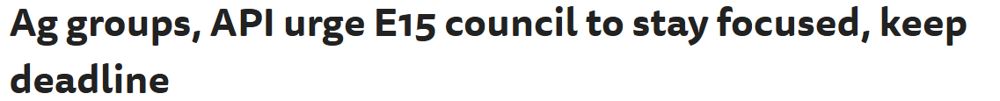 Ag groups, API urge E15 council to stay focused, keep
deadline